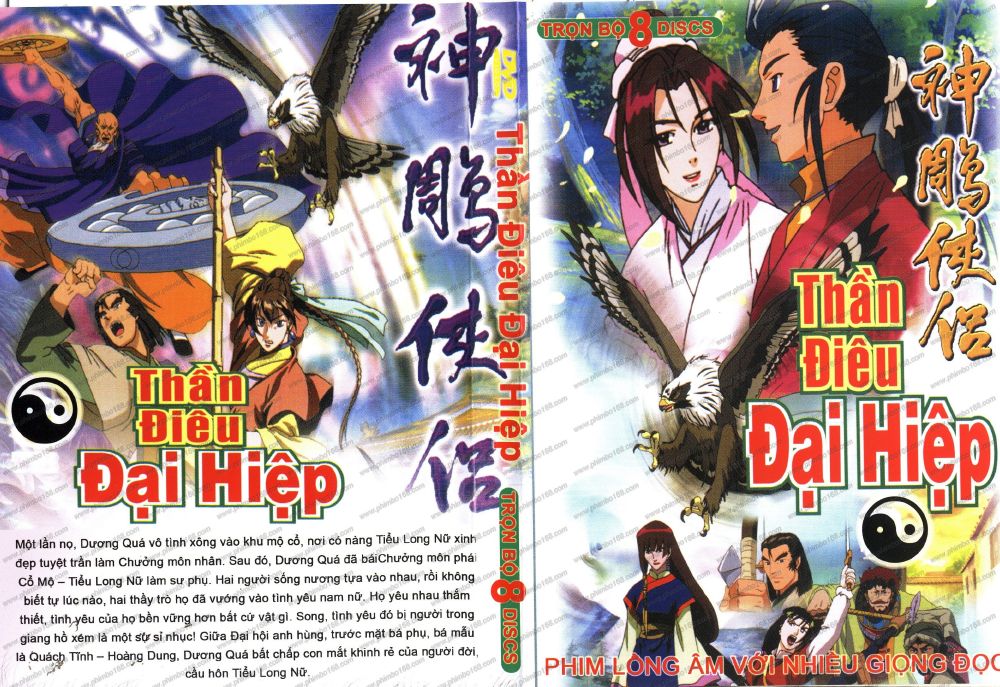 神鵰俠侶
DVD
Thần Điêu Đại Hiệp
TRỌN BỘ 8 DISCS
Thần
Điêu
Đại Hiệp
Một lần nọ, Dương Quá vô tình xông vào khu mộ cổ, nơi cô nàng Tiểu Long Nữ xinh
đẹp tuyệt trần làm Chưởng môn nhân. Sau đó, Dương Quá đã báiChưởng môn phái
Cổ Mộ – Tiểu Long Nữ làm sư phụ. Hai người sống nương tựa vào nhau, rồi không
biết tự lúc nào, hai thầy trò họ đã vướng vào tình yêu nam nữ. Họ yêu nhau thắm
thiết, tình yêu của họ bền vững hơn bất cứ vật gì. Song, tình yêu đó bị người trong
giang hồ xém là một sự sỉ nhục! Giữa Đại hội anh hùng, trước mặt bá phụ, bá mẫu
là Quách Tĩnh – Hoàng Dung, Dương Quá bất chấp con mắt khinh rẻ của người đời,
cầu hôn Tiểu Long Nữ.
TRỌN BỘ 8 DISCS
神鵰俠侶
Thần
Điêu
Đại Hiệp
PHIM LỒNG ÂM VỚI NHIỀU GIỌNG ĐỌC
www.phimbo168.com